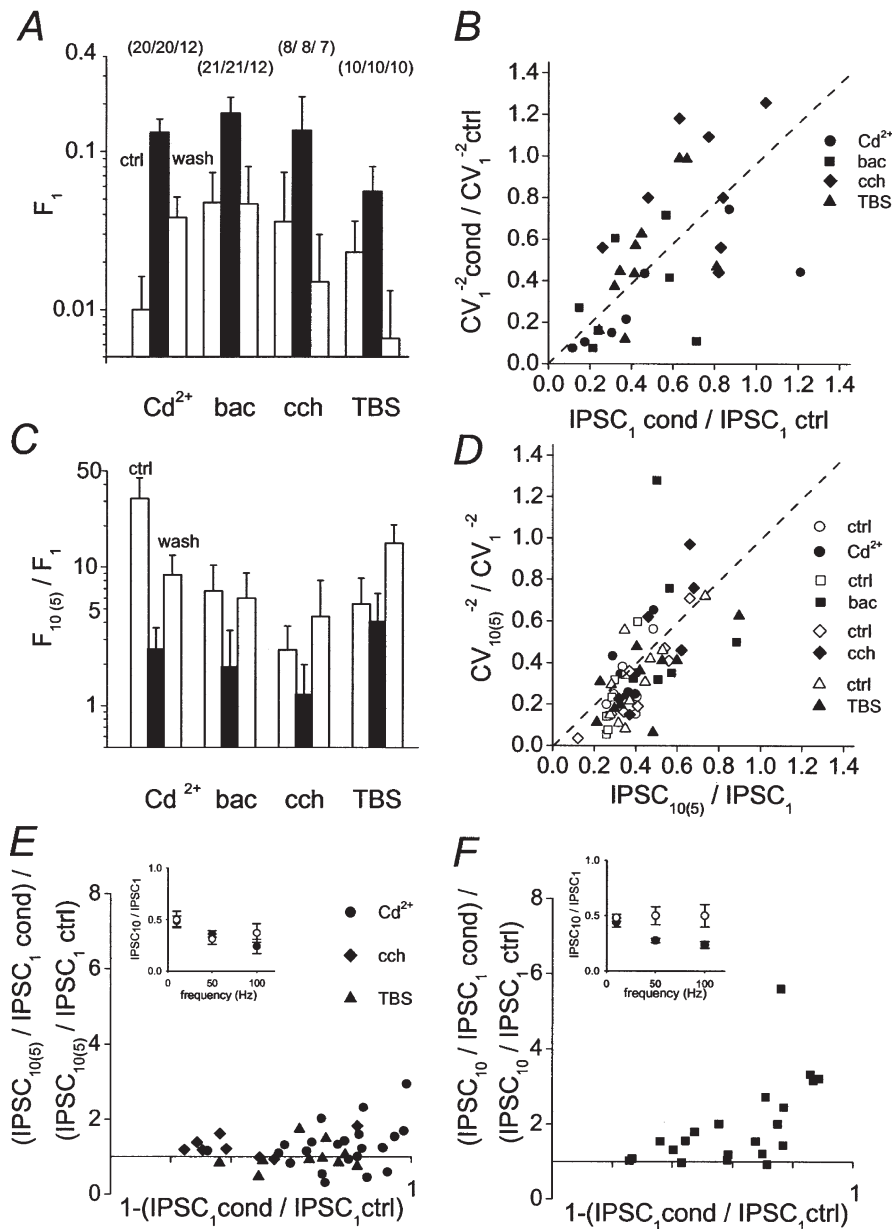 A
(20/20/12)
(21/21/12)
(8/ 8/ 7)
(10/10/10)
0.4
0.1
0.01
F1
ctrl
wash
Cd2+
bac
cch
TBS
B
1.4
1.2
1.0
0.8
0.6
0.4
0.2
0.0
CV1-2cond / CV1-2ctrl
0.0 0.2 0.4 0.6 0.8 1.0 1.2 1.4
IPSC1 cond / IPSC1 ctrl
Cd2+
bac
cch
TBS
C
50
10
5
1
F10 (5) / F1
ctrl
wash
Cd 2+
bac
cch
TBS
D
1.4
1.2
1.0
0.8
0.6
0.4
0.2
0.0
CV10(5)-2 / CV1-2
0.0 0.2 0.4 0.6 0.8 1.0 1.2 1.4
IPSC10(5) / IPSC1
ctrl
Cd2+
ctrl
bac
ctrl
cch
ctrl
TBS
E
(IPSC10(5) / IPSC1 cond) /
(IPSC10(5) / IPSC1 ctrl)
8
6
4
2
0
1
1-(IPSC1cond / IPSC1ctrl)
IPSC10 / IPSC1
1.0
0.5
0.0
0 50 100
frequency (Hz)
Cd2+
cch
TBS
F
(IPSC10 / IPSC1 cond) /
(IPSC10 / IPSC1 ctrl)
8
6
4
2
0
1
1-(IPSC1cond / IPSC1ctrl)
IPSC10 / IPSC1
1.0
0.5
0.0
0 50 100
frequency (Hz)